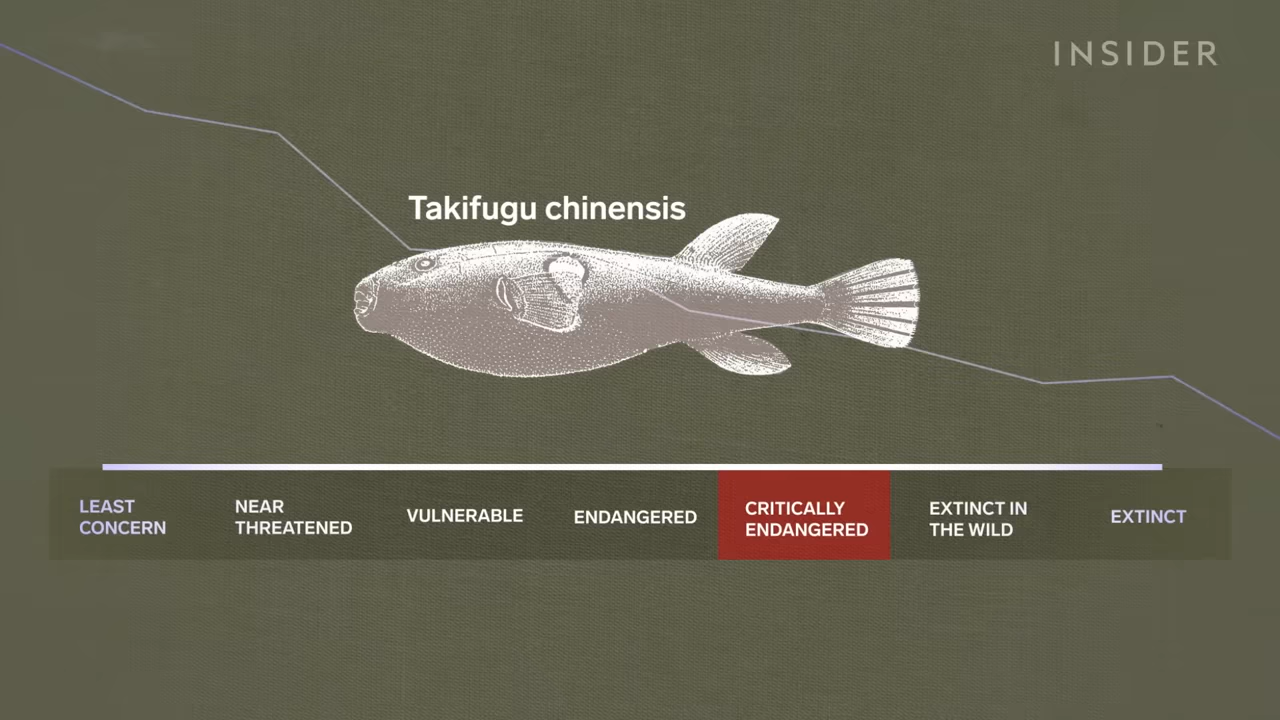 INSIDER
Takifugu chinensis
LEAST
CONCERN
NEAR
THREATENED
VULNERABLE
ENDANGERED
CRITICALLY
ENDANGERED
EXTINCT IN
THE WILD
EXTINCT